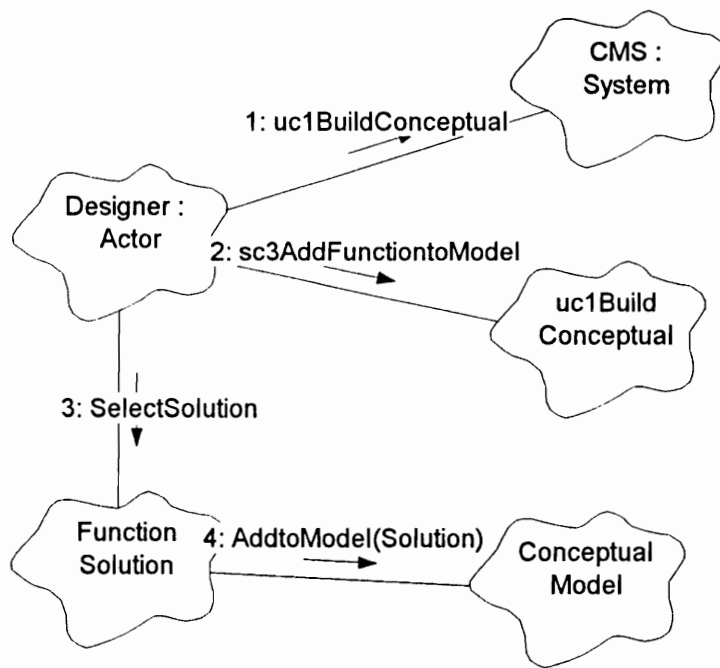 CMS :
System
1: uc1BuildConceptual
Designer :
Actor
2: sc3AddFunctiontoModel
uc1Build
Conceptual
3: SelectSolution
Function
Solution
4: AddtoModel(Solution)
Conceptual
Model